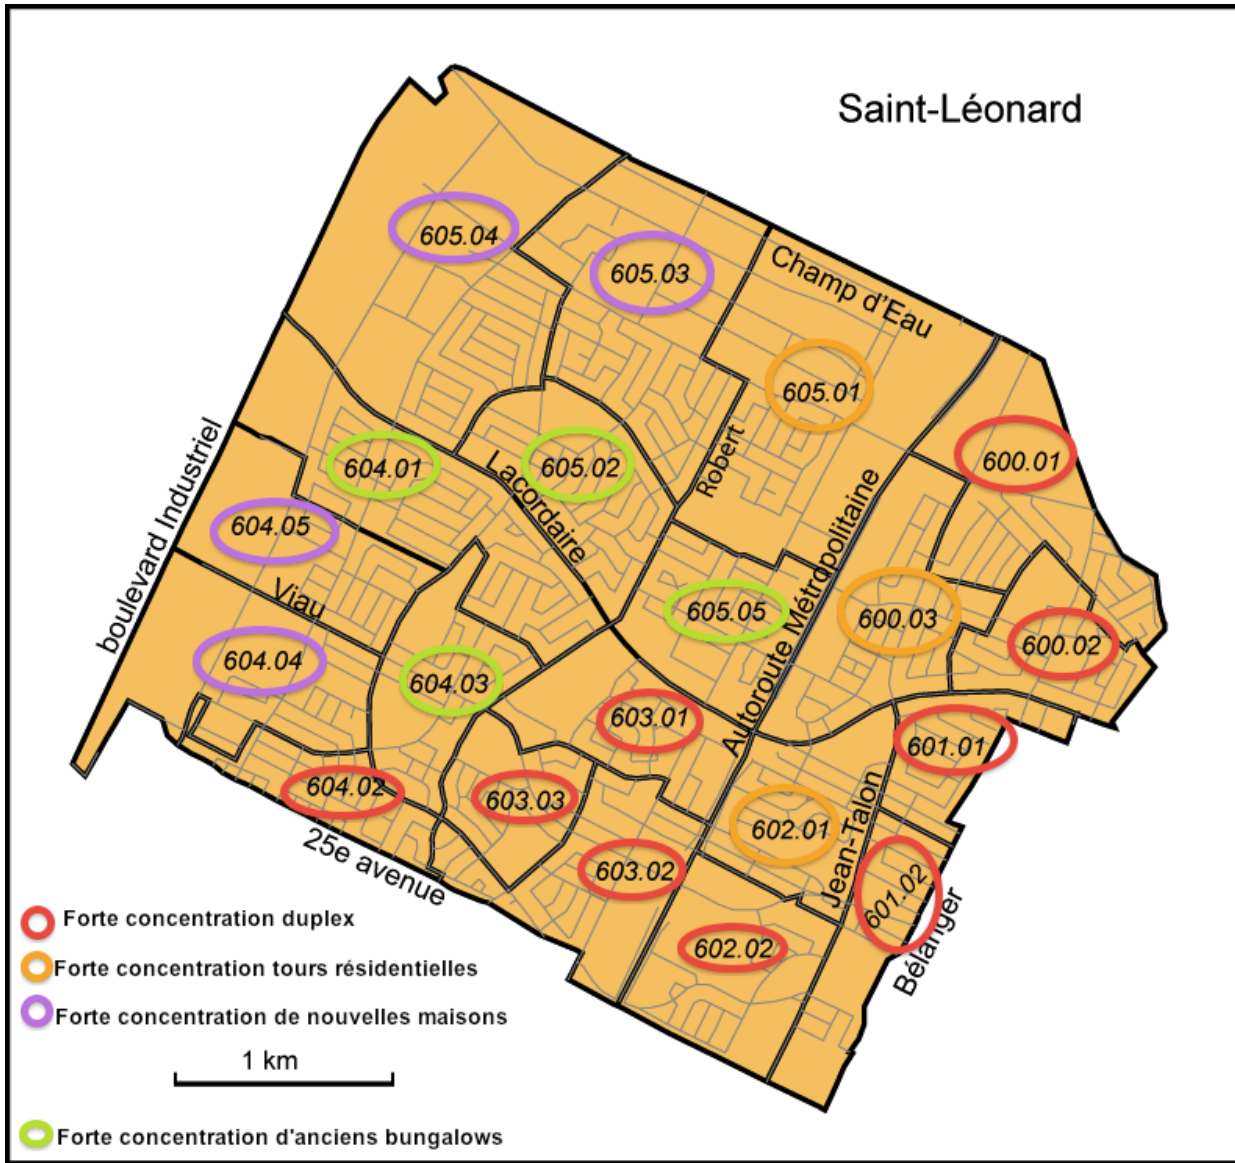 Saint-Léonard
605.04
605.03
Champ d'Eau
605.01
boulevard Industriel
604.01
Lacordaire
605.02
Robert
600.01
604.05
Viau
605.05
Autoroute Métropolitaine
600.03
600.02
604.04
604.03
603.01
601.01
604.02
603.03
602.01
Jean-Talon
25e avenue
603.02
601.02
Bélanger
602.02
Forte concentration duplex
Forte concentration tours résidentielles
Forte concentration de nouvelles maisons
1 km
Forte concentration d'anciens bungalows